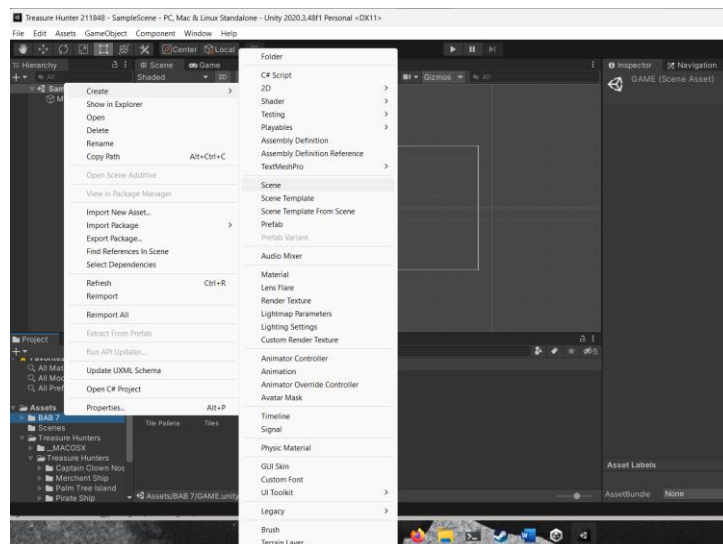 Treasure Hunter 211848 - SampleScene - PC, Mac & Linux Standalone - Unity 2020.3.48f1 Personal <DX11>
File Edit Assets GameObject Component Window Help
Center Local
Hierarchy
Scene Game
All
Shaded 2D
Gizmos All
Inspector Navigation
GAME (Scene Asset)
Sam
M
Create
Show in Explorer
Open
Delete
Rename
Copy Path Alt+Ctrl+C
Open Scene Additive
View in Package Manager
Import New Asset...
Import Package
Export Package...
Find References In Scene
Select Dependencies
Refresh Ctrl+R
Reimport
Reimport All
Extract From Prefab
Run API Updater...
Update UXML Schema
Open C# Project
Properties... Alt+P
Folder
C# Script
2D
Shader
Testing
Playables
Assembly Definition
Assembly Definition Reference
TextMeshPro
Scene
Scene Template
Scene Template From Scene
Prefab
Prefab Variant
Audio Mixer
Material
Lens Flare
Render Texture
Lightmap Parameters
Lighting Settings
Custom Render Texture
Animator Controller
Animation
Animator Override Controller
Avatar Mask
Timeline
Signal
Physic Material
GUI Skin
Custom Font
UI Toolkit
Legacy
Brush
Terrain Layer
Project
5
Favorites
All Mat
All Mod
All Pref
Assets
BAB 7
Scenes
Treasure Hunters
__MACOSX
Treasure Hunters
Captain Clown Nos
Merchant Ship
Palm Tree Island
Pirate Ship
Tile Pallete Tiles
Assets/BAB 7/GAME.unity
Asset Labels
AssetBundle None